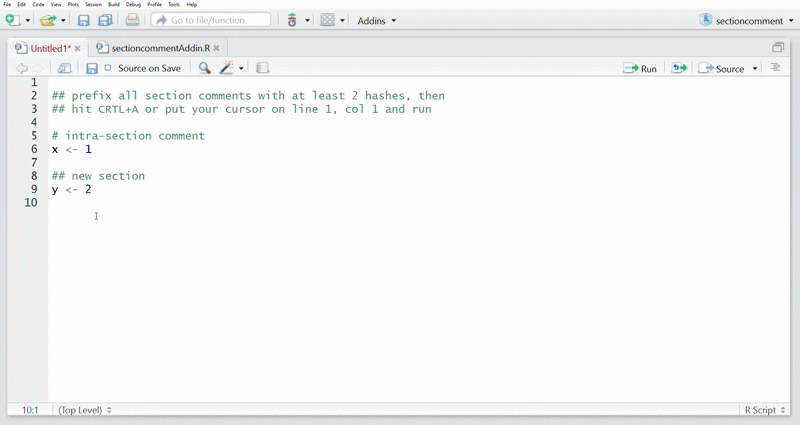 File Edit Code View Plots Session Build Debug Profile Tools Help
Go to file/function Addins sectioncomment
Untitled1* sectioncommentAddin.R
Source on Save Run Source
1
2 ## prefix all section comments with at least 2 hashes, then
3 ## hit CRTL+A or put your cursor on line 1, col 1 and run
4
5 # intra-section comment
6 x <- 1
7
8 ## new section
9 y <- 2
10
10:1 (Top Level) R Script